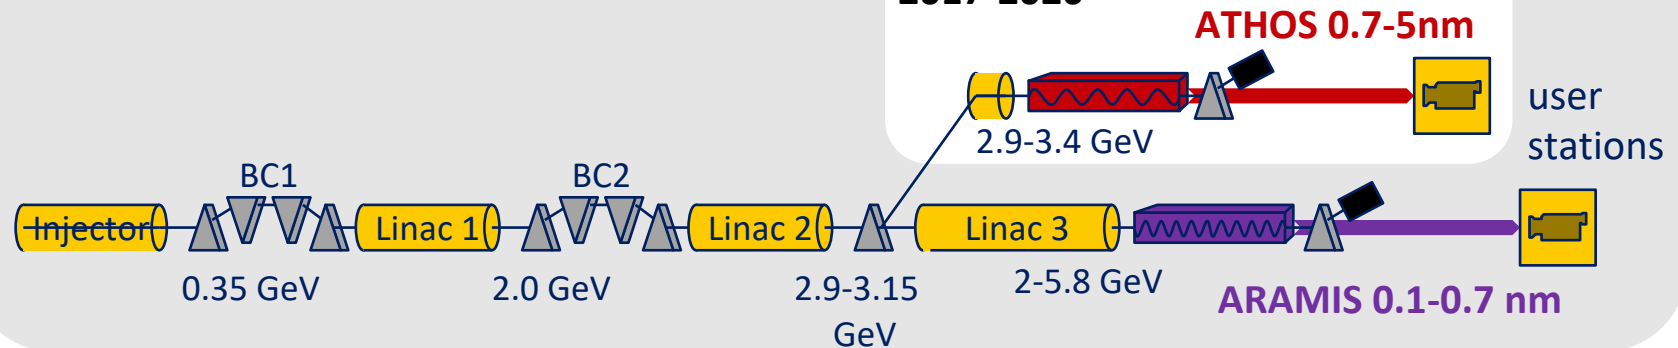 ATHOS 0.7-5nm
2.9-3.4 GeV
user
stations
BC1
BC2
Injector
Linac 1
Linac 2
Linac 3
0.35 GeV
2.0 GeV
2.9-3.15
GeV
2-5.8 GeV
ARAMIS 0.1-0.7 nm